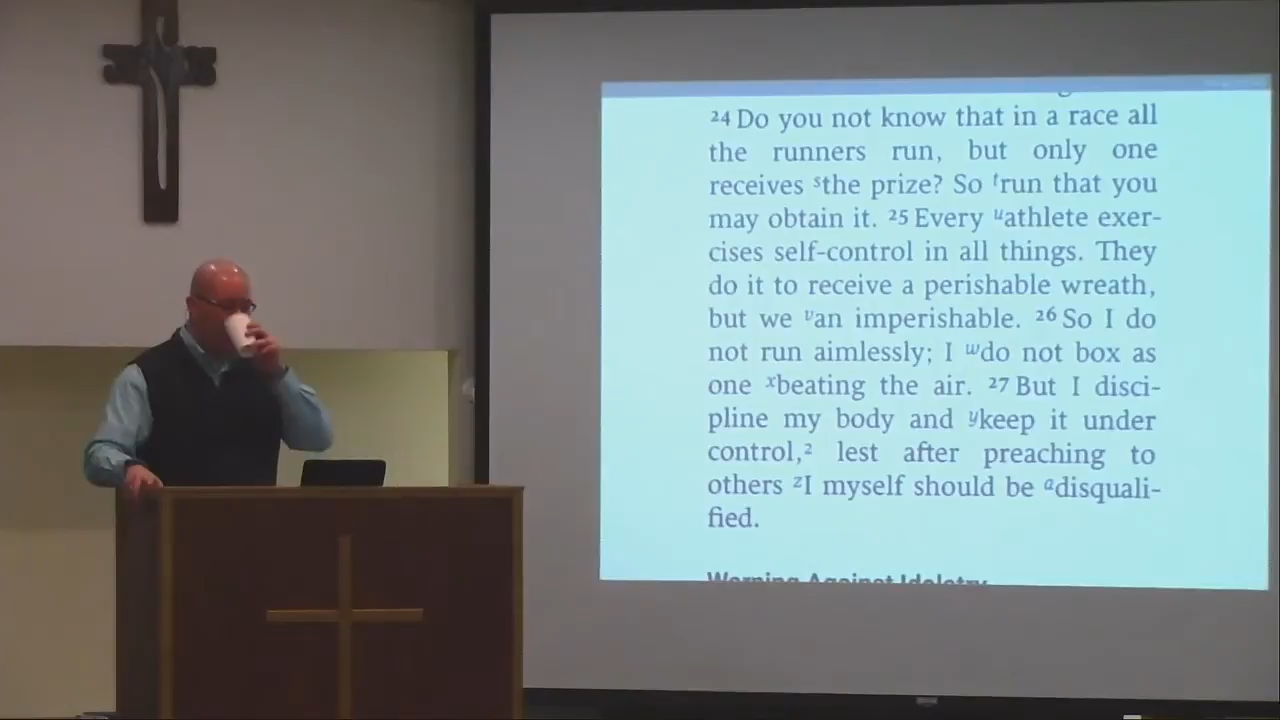 24 Do you not know that in a race all
the runners run, but only one
receives sthe prize? So trun that you
may obtain it. 25 Every uathlete exer-
cises self-control in all things. They
do it to receive a perishable wreath,
but we van imperishable. 26 So I do
not run aimlessly; I wdo not box as
one xbeating the air. 27 But I disci-
pline my body and ykeep it under
control,2 lest after preaching to
others zI myself should be adisquali-
fied.
Warning Against Idolatry